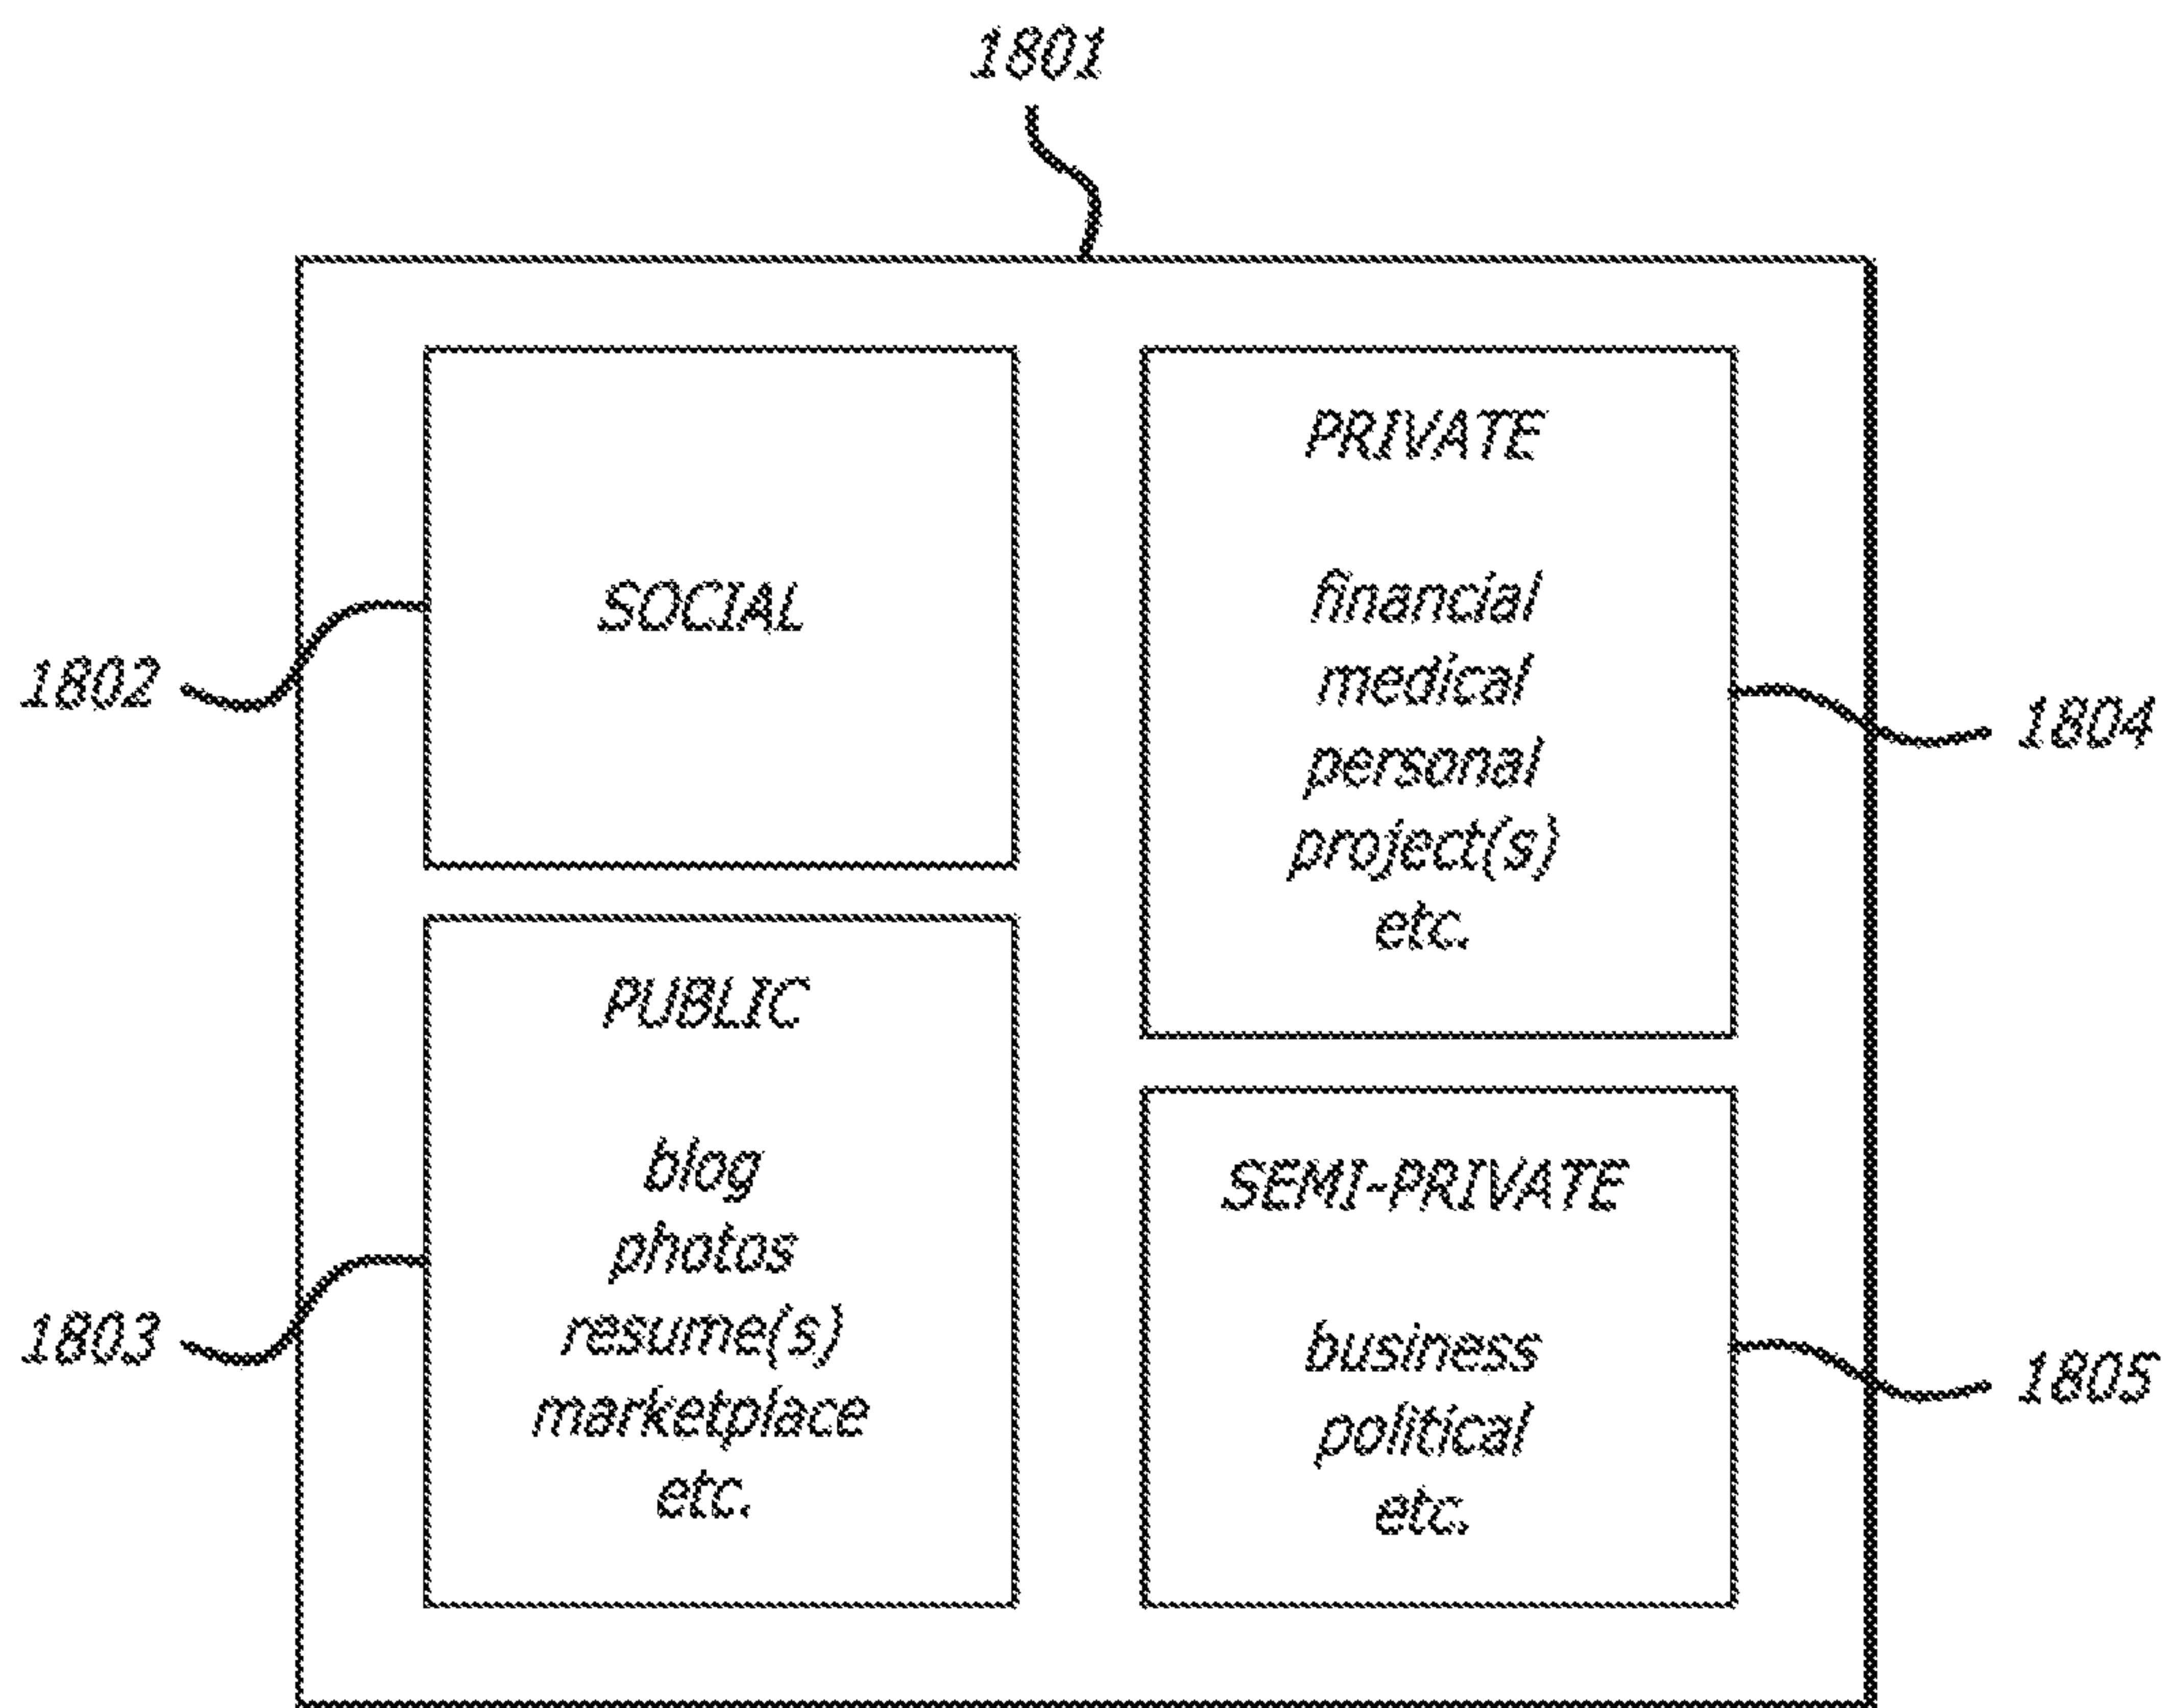 1801
SOCIAL
1802
PUBLIC
blog
photos
resume(s)
marketplace
etc.
1803
PRIVATE
financial
medical
personal
project(s)
etc.
1804
SEMI-PRIVATE
business
political
etc.
1805